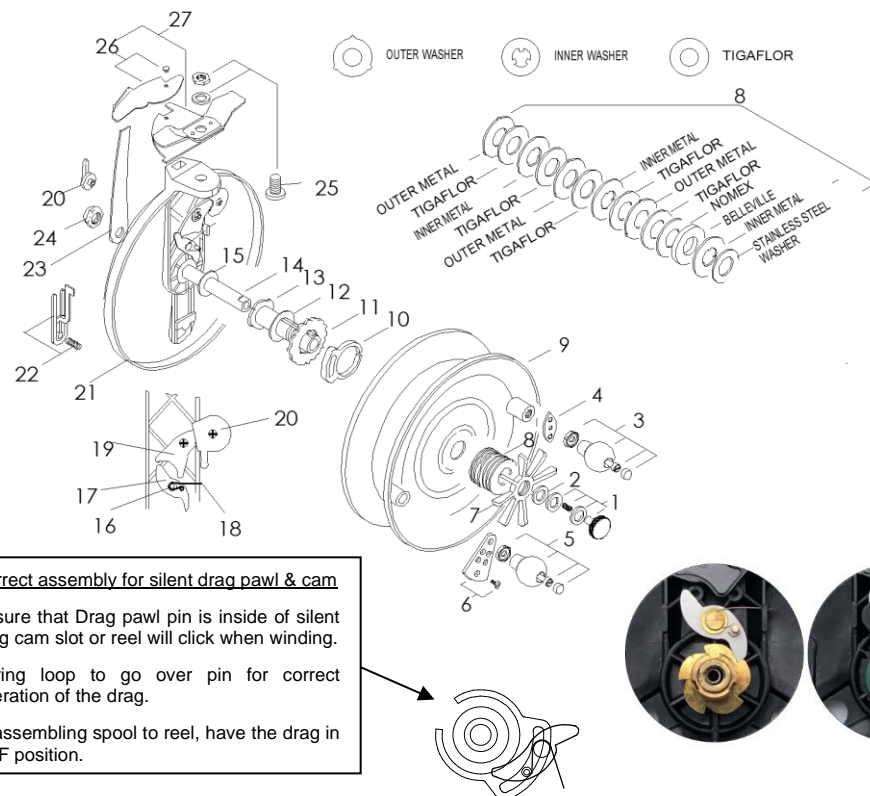 27
26
OUTER WASHER
INNER WASHER
TIGAFLOR
8
INNER METAL
TIGAFLOR
OUTER METAL
TIGAFLOR
NOMEX
BELLEVILLE
INNER METAL
STAINLESS STEEL
WASHER
OUTER METAL
TIGAFLOR
INNER METAL
TIGAFLOR
OUTER METAL
TIGAFLOR
20
25
24
23
15
14
13
12
11
10
9
22
21
4
3
8
20
19
2
1
17
7
16
18
5
6
rrect assembly for silent drag pawl & cam
sure that Drag pawl pin is inside of silent
g cam slot or reel will click when winding.
ring loop to go over pin for correct
eration of the drag.
assembling spool to reel, have the drag in
F position.